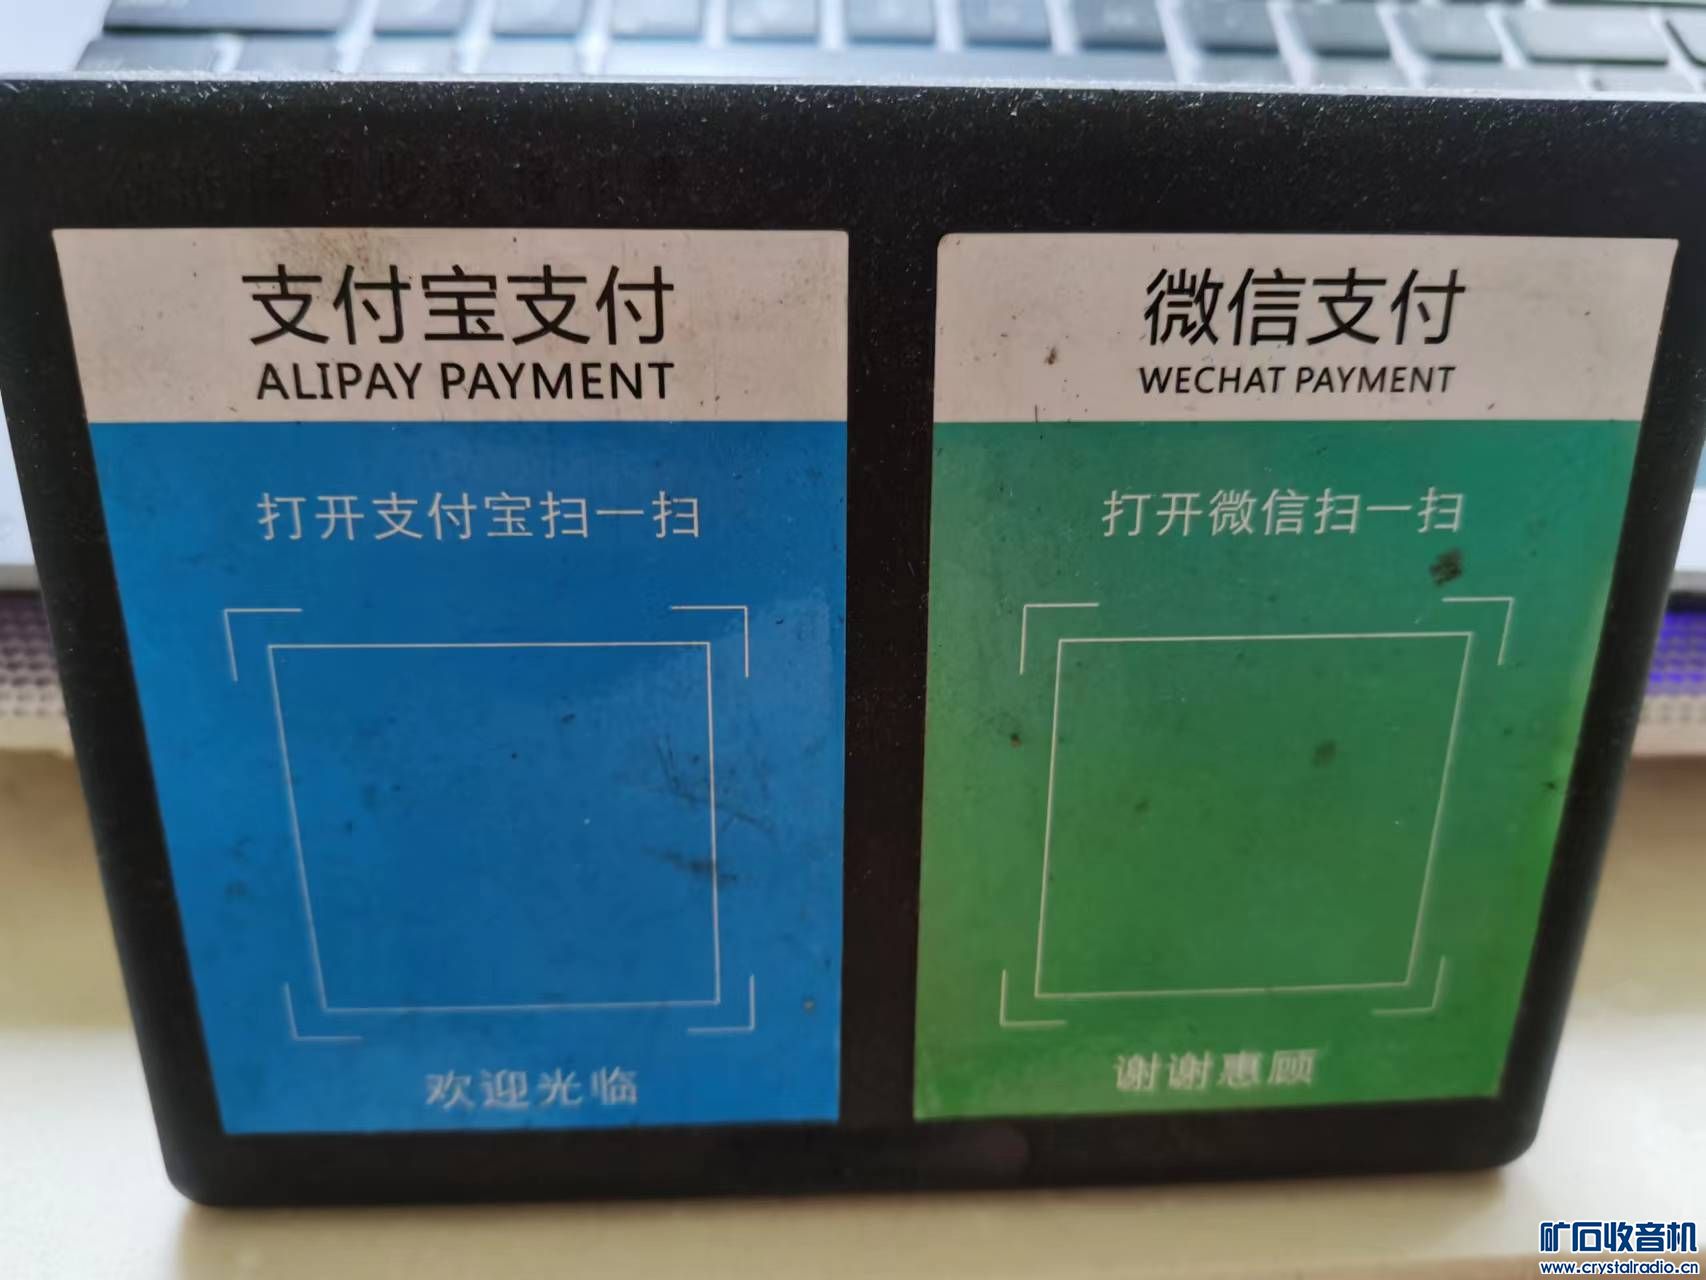 支付宝支付
ALIPAY PAYMENT
打开支付宝扫一扫
欢迎光临
微信支付
WECHAT PAYMENT
打开微信扫一扫
谢谢惠顾
矿石收音机
www.crystalradio.cn